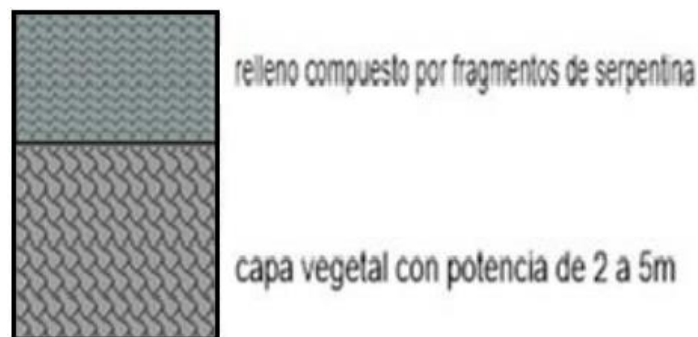 relleno compuesto por fragmentos de serpentina
capa vegetal con potencia de 2 a 5m